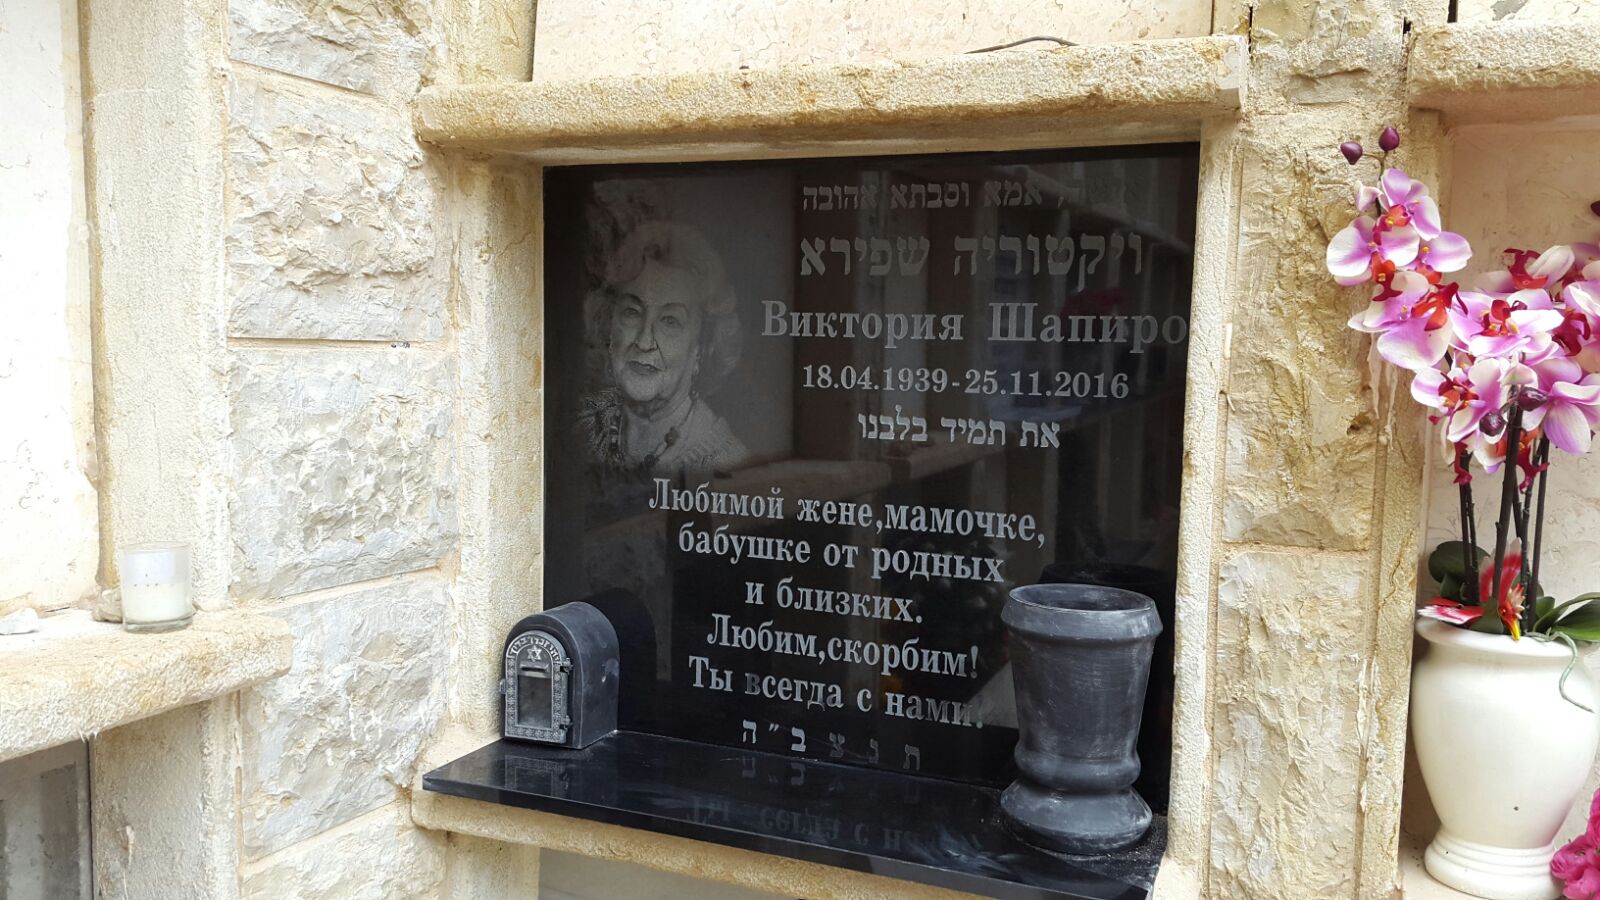 אמא וסבתא אהובה
ויקטוריה שפירא
Виктория Шапиро
18.04.1939-25.11.2016
את תמיד בלבנו
Любимой жене,мамочке,
бабушке от родных
и близких.
Любим,скорбим!
Ты всегда с нами!
ת נ צ ב " ה